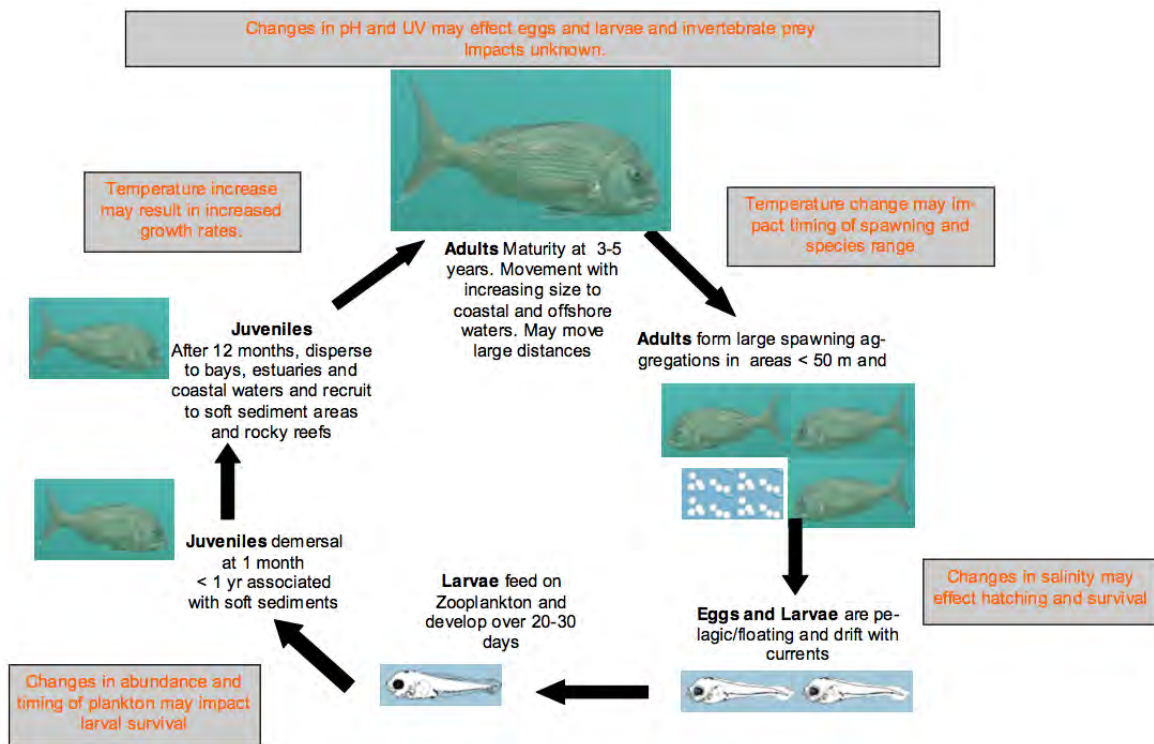 Changes in pH and UV may effect eggs and larvae and invertebrate prey
Impacts unknown.
Temperature increase
may result in increased
growth rates.
Temperature change may im-
pact timing of spawning and
species range
Adults Maturity at 3-5
years. Movement with
increasing size to
coastal and offshore
waters. May move
large distances
Adults form large spawning ag-
gregations in areas < 50 m and
Juveniles
After 12 months, disperse
to bays, estuaries and
coastal waters and recruit
to soft sediment areas
and rocky reefs
Changes in salinity may
effect hatching and survival
Juveniles demersal
at 1 month
< 1 yr associated
with soft sediments
Larvae feed on
Zooplankton and
develop over 20-30
days
Eggs and Larvae are pe-
lagic/floating and drift with
currents
Changes in abundance and
timing of plankton may impact
larval survival